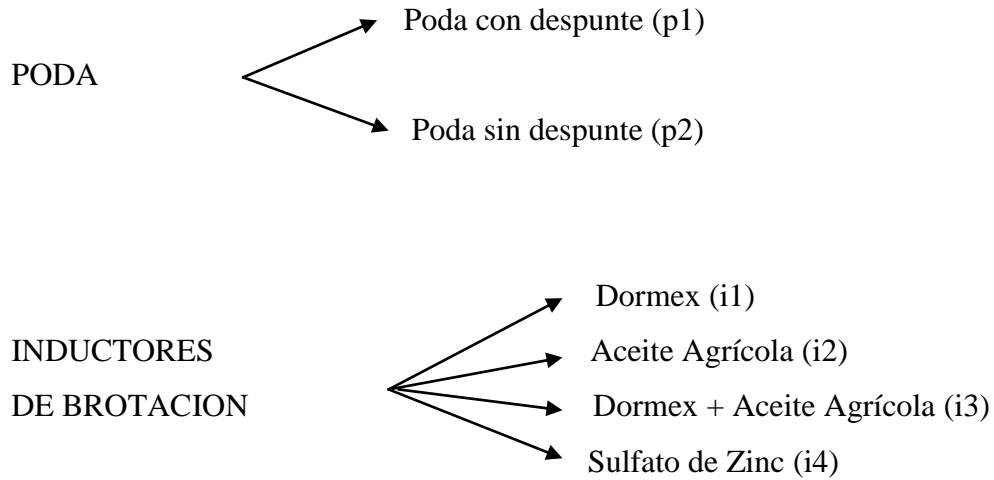 Poda con despunte (p1)
PODA
Poda sin despunte (p2)
Dormex (i1)
INDUCTORES
Aceite Agrícola (i2)
DE BROTACION
Dormex + Aceite Agrícola (i3)
Sulfato de Zinc (i4)